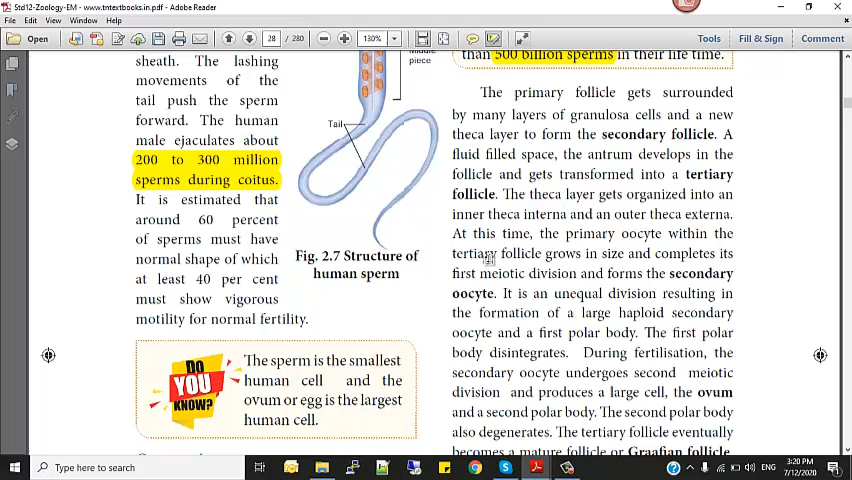 Std12-Zoology-EM - www.tntextbooks.in.pdf - Adobe Reader
File Edit View Window Help
Open
28 / 280
130%
Tools
Fill & Sign
Comment
sheath. The lashing
movements of the
tail push the sperm
forward. The human
male ejaculates about
200 to 300 million
sperms during coitus.
It is estimated that
around 60 percent
of sperms must have
normal shape of which
at least 40 per cent
must show vigorous
motility for normal fertility.
piece
Tail
Fig. 2.7 Structure of
human sperm
DO
YOU
KNOW?
The sperm is the smallest
human cell and the
ovum or egg is the largest
human cell.
than 500 billion sperms in their life time.
The primary follicle gets surrounded
by many layers of granulosa cells and a new
theca layer to form the secondary follicle. A
fluid filled space, the antrum develops in the
follicle and gets transformed into a tertiary
follicle. The theca layer gets organized into an
inner theca interna and an outer theca externa.
At this time, the primary oocyte within the
tertiary follicle grows in size and completes its
first meiotic division and forms the secondary
oocyte. It is an unequal division resulting in
the formation of a large haploid secondary
oocyte and a first polar body. The first polar
body disintegrates. During fertilisation, the
secondary oocyte undergoes second meiotic
division and produces a large cell, the ovum
and a second polar body. The second polar body
also degenerates. The tertiary follicle eventually
becomes a mature follicle or Graafian follicle.
Type here to search
ENG
3:20 PM
7/12/2020